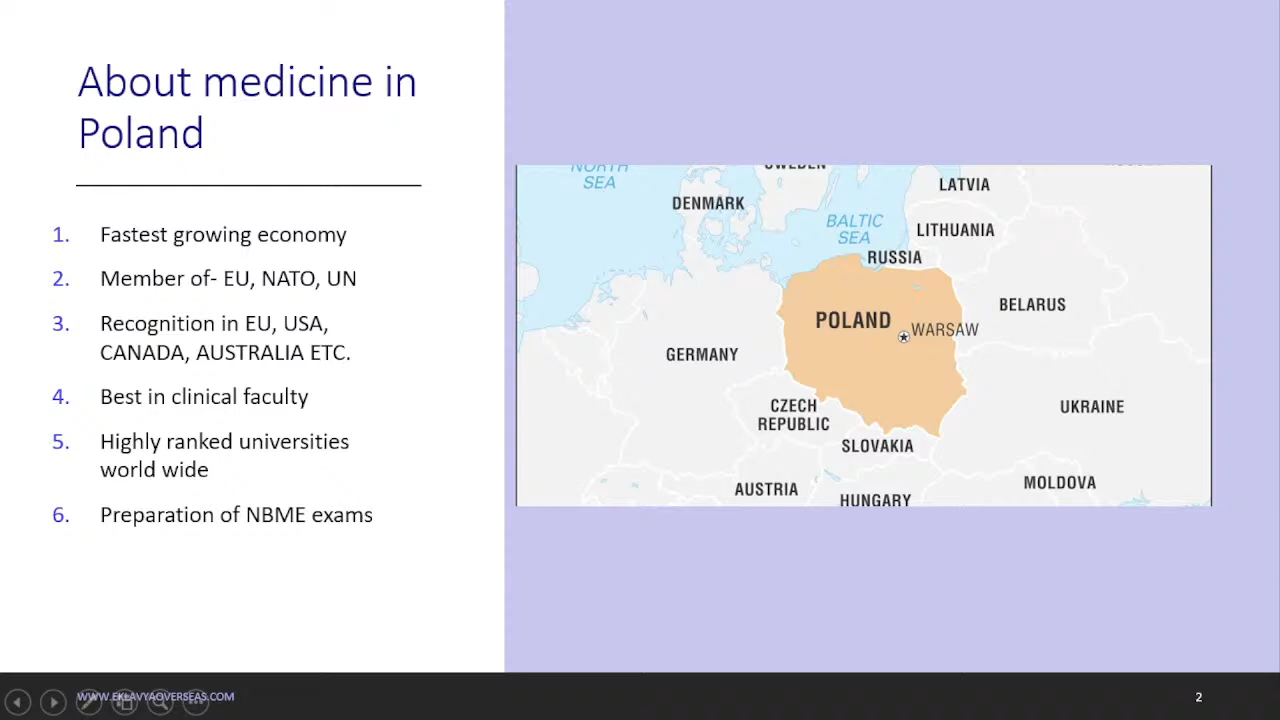 About medicine in
Poland
1. Fastest growing economy
2. Member of- EU, NATO, UN
3. Recognition in EU, USA,
CANADA, AUSTRALIA ETC.
4. Best in clinical faculty
5. Highly ranked universities
world wide
6. Preparation of NBME exams
NORTH
SEA
SWEDEN
DENMARK
LATVIA
BALTIC
SEA
LITHUANIA
RUSSIA
POLAND
WARSAW
BELARUS
GERMANY
CZECH
REPUBLIC
UKRAINE
SLOVAKIA
AUSTRIA
MOLDOVA
HUNGARY
WWW.EKLAVYAOVERSEAS.COM
2